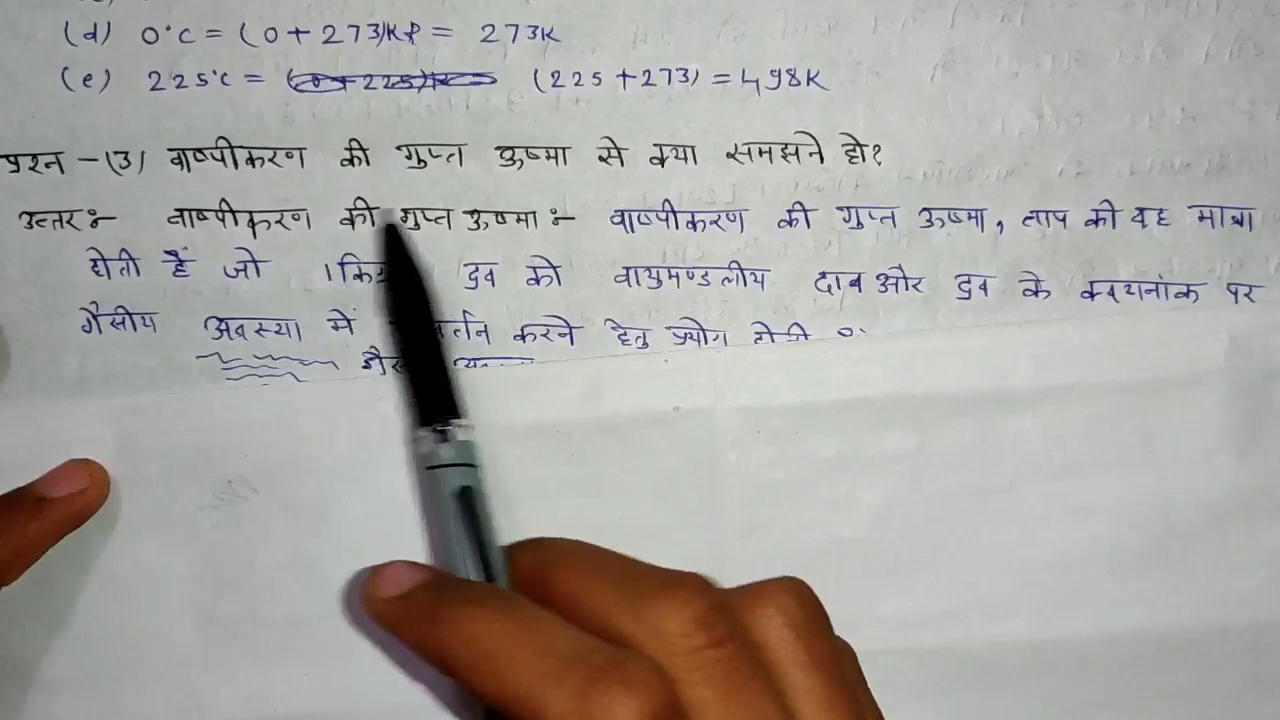 (d) 0°C = (0 + 273)K = 273K
(e) 225°C = (225 + 273) = 498K
प्रश्न - (3) वाष्पीकरण की गुप्त ऊष्मा से क्या समझते हो?
उत्तर:- वाष्पीकरण की गुप्त ऊष्मा :- वाष्पीकरण की गुप्त ऊष्मा, ताप की वह मात्रा
होती है जो 1 द्रव को वायुमण्डलीय दाब और द्रव के क्वथनांक पर
गैसीय अवस्था में करने हेतु प्रयोग होती